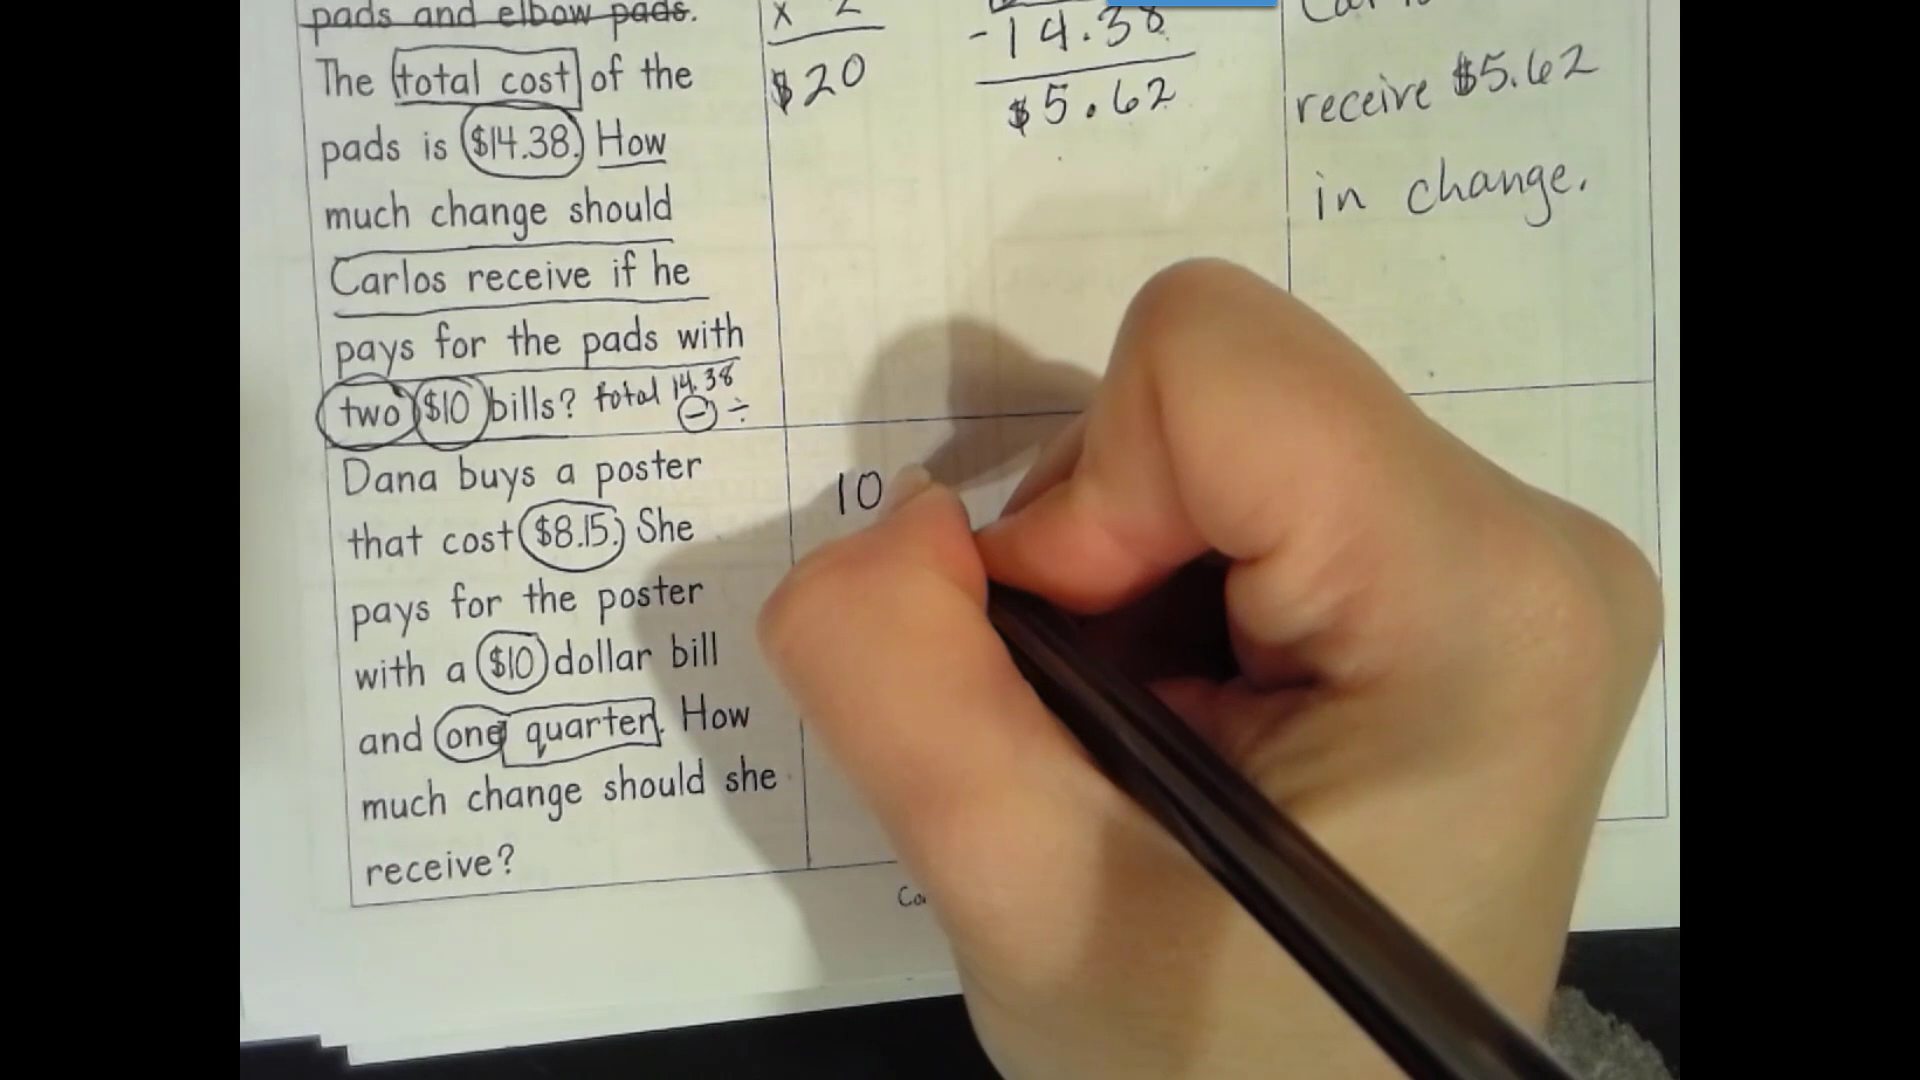 pads and elbow pads.
The total cost of the
pads is $14.38. How
much change should
Carlos receive if he
pays for the pads with
two $10 bills? total 14.38
- ÷
x 2
$20
-14.38
$5.62
receive $5.62
in change.
Dana buys a poster
that cost $8.15. She
pays for the poster
with a $10 dollar bill
and one quarter. How
much change should she
receive?
10